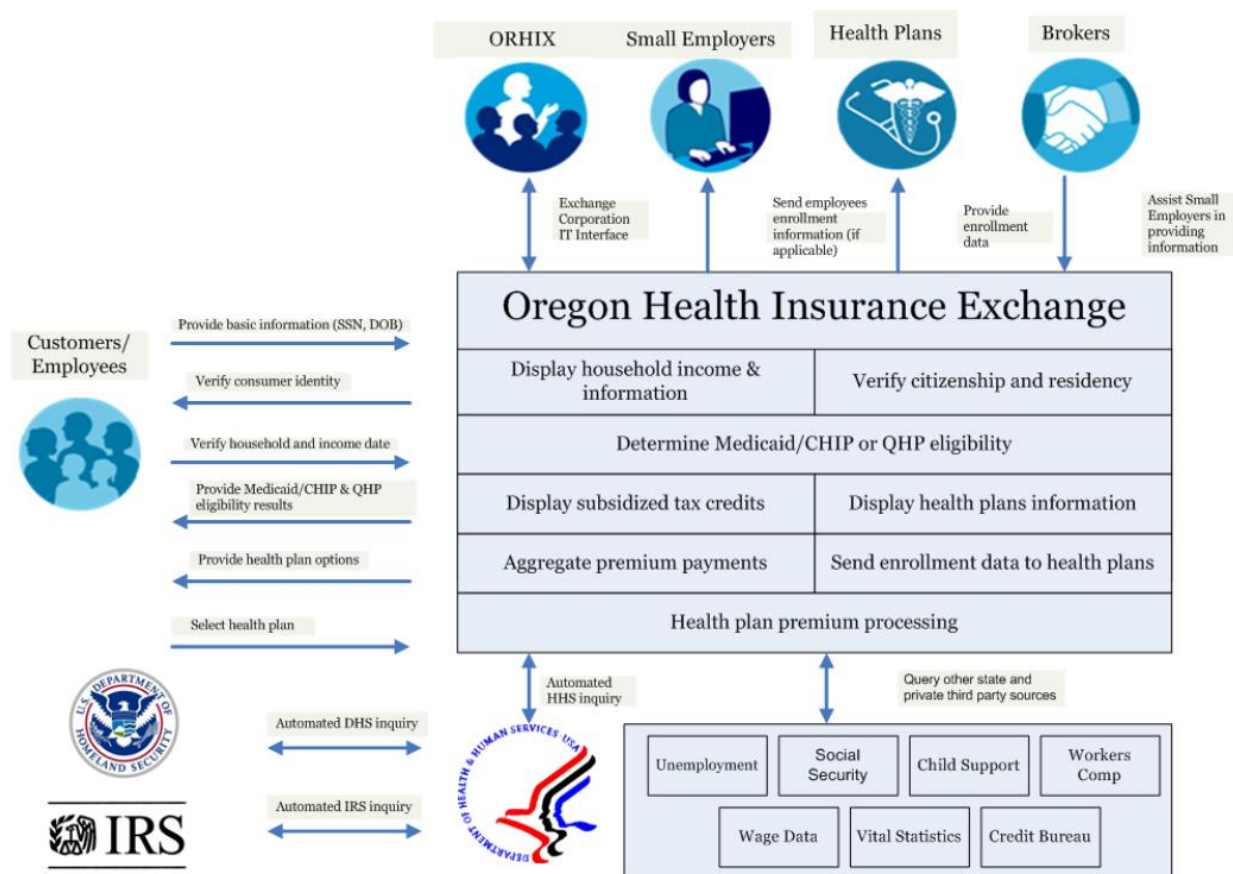 ORHIX
Small Employers
Health Plans
Brokers
Exchange
Corporation
IT Interface
Send employees
enrollment
information (if
applicable)
Provide
enrollment
data
Assist Small
Employers in
providing
information
Oregon Health Insurance Exchange
Customers/
Employees
Provide basic information (SSN, DOB)
Verify consumer identity
Verify household and income date
Provide Medicaid/CHIP & QHP
eligibility results
Provide health plan options
Select health plan
Display household income &
information
Verify citizenship and residency
Determine Medicaid/CHIP or QHP eligibility
Display subsidized tax credits
Display health plans information
Aggregate premium payments
Send enrollment data to health plans
Health plan premium processing
Automated
HHS inquiry
Query other state and
private third party sources
U.S. DEPARTMENT OF
HOMELAND SECURITY
Automated DHS inquiry
DEPARTMENT OF HEALTH & HUMAN SERVICES·USA
IRS
Automated IRS inquiry
Unemployment
Social
Security
Child Support
Workers
Comp
Wage Data
Vital Statistics
Credit Bureau